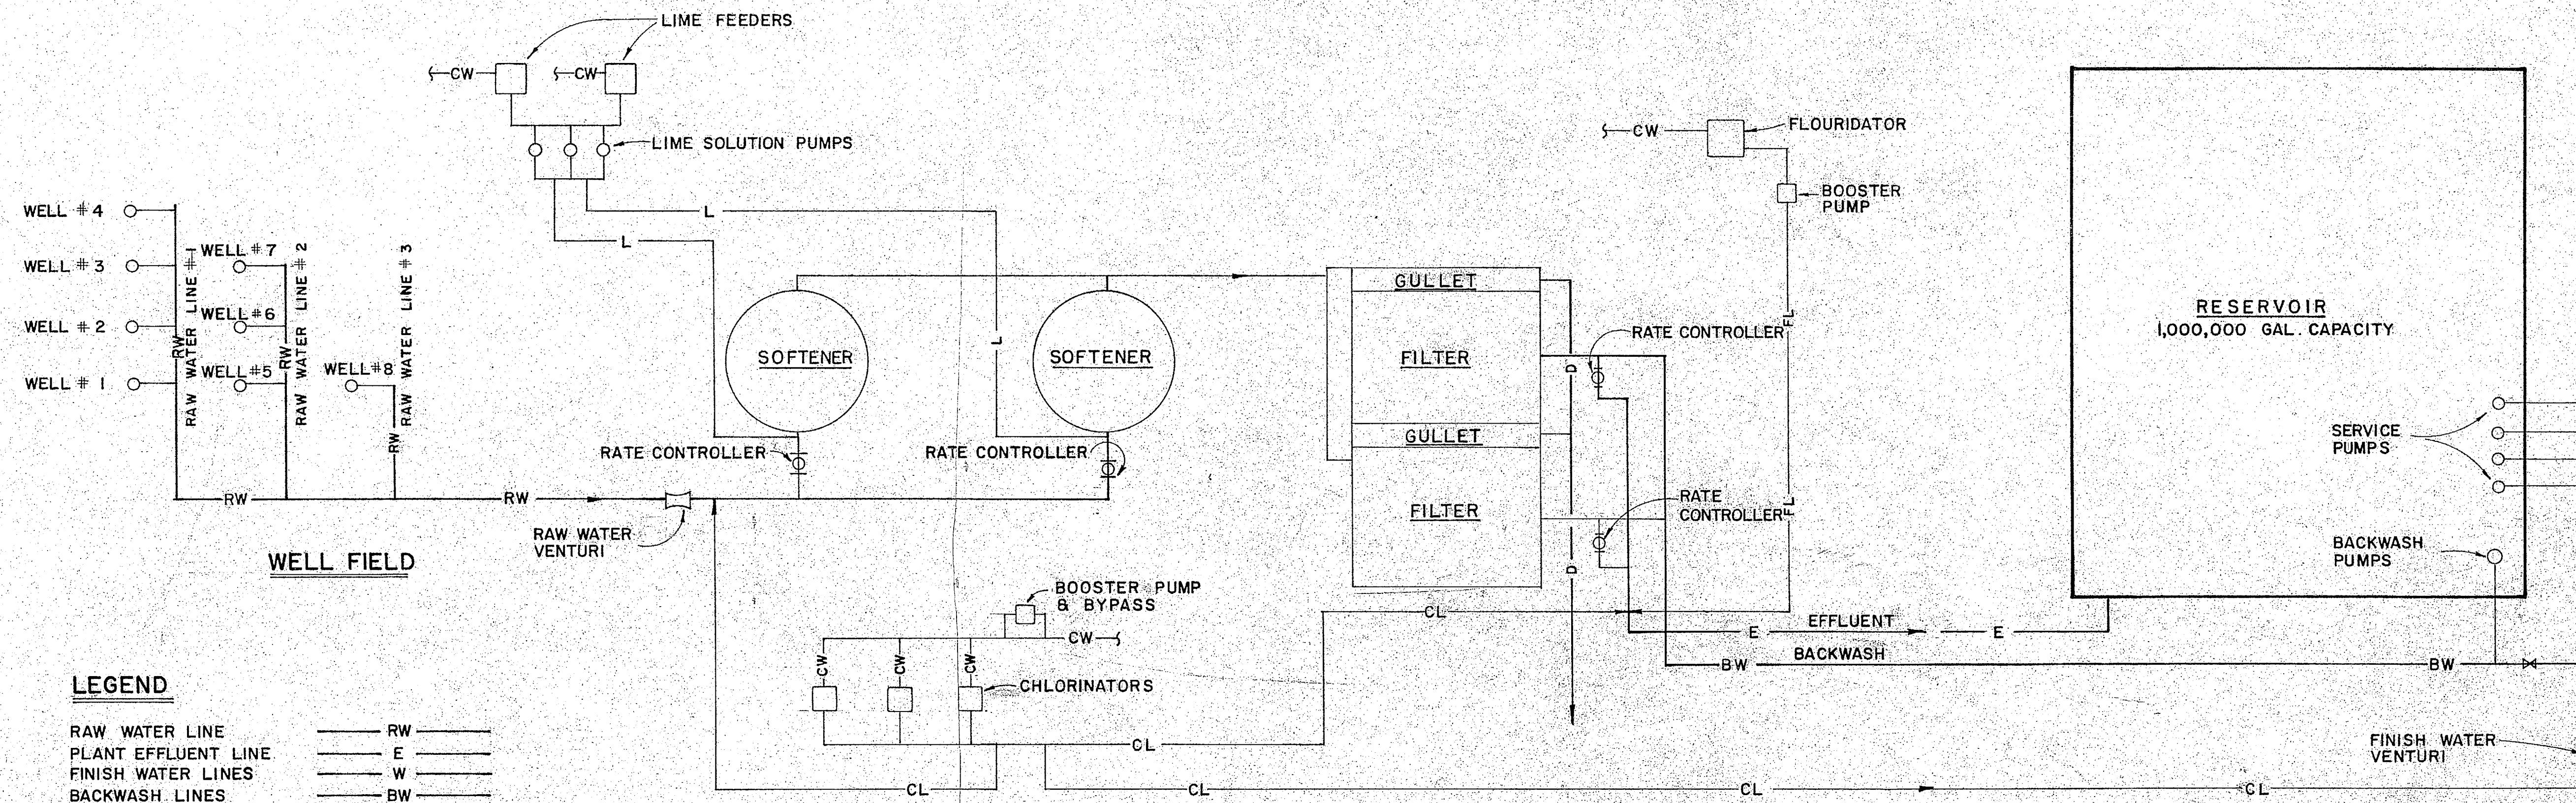 LIME FEEDERS
CW
CW
LIME SOLUTION PUMPS
L
L
WELL #4
WELL #3
WELL #2
WELL # 1
RW
RAW WATER LINE #1
WELL #7
WELL #6
WELL #5
RW
RAW WATER LINE #2
WELL #8
RW
RAW WATER LINE #3
RW
RW
WELL FIELD
RAW WATER
VENTURI
SOFTENER
SOFTENER
L
RATE CONTROLLER
RATE CONTROLLER
GULLET
FILTER
GULLET
FILTER
D
D
RATE CONTROLLER
RATE
CONTROLLER
CW
FLOURIDATOR
BOOSTER
PUMP
FL
FL
RESERVOIR
1,000,000 GAL. CAPACITY
SERVICE
PUMPS
BACKWASH
PUMPS
BOOSTER PUMP
& BYPASS
CW
CW
CW
CW
CHLORINATORS
CL
CL
CL
CL
CL
CL
E
EFFLUENT
E
BW
BACKWASH
BW
FINISH WATER
VENTURI
LEGEND
RAW WATER LINE RW
PLANT EFFLUENT LINE E
FINISH WATER LINES W
BACKWASH LINES BW